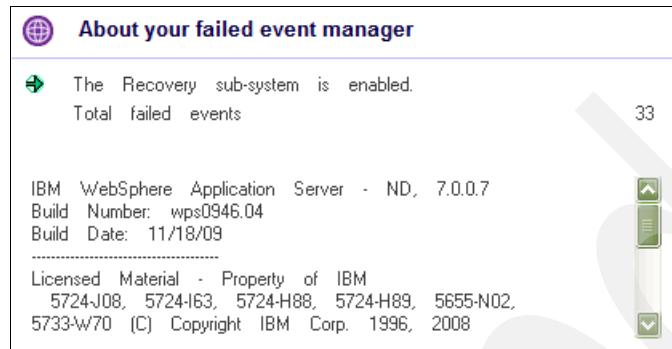 About your failed event manager
The Recovery sub-system is enabled.
Total failed events 33
IBM WebSphere Application Server - ND, 7.0.0.7
Build Number: wps0946.04
Build Date: 11/18/09
----------------------------------------
Licensed Material - Property of IBM
5724-J08, 5724-I63, 5724-H88, 5724-H89, 5655-N02,
5733-W70 (C) Copyright IBM Corp. 1996, 2008